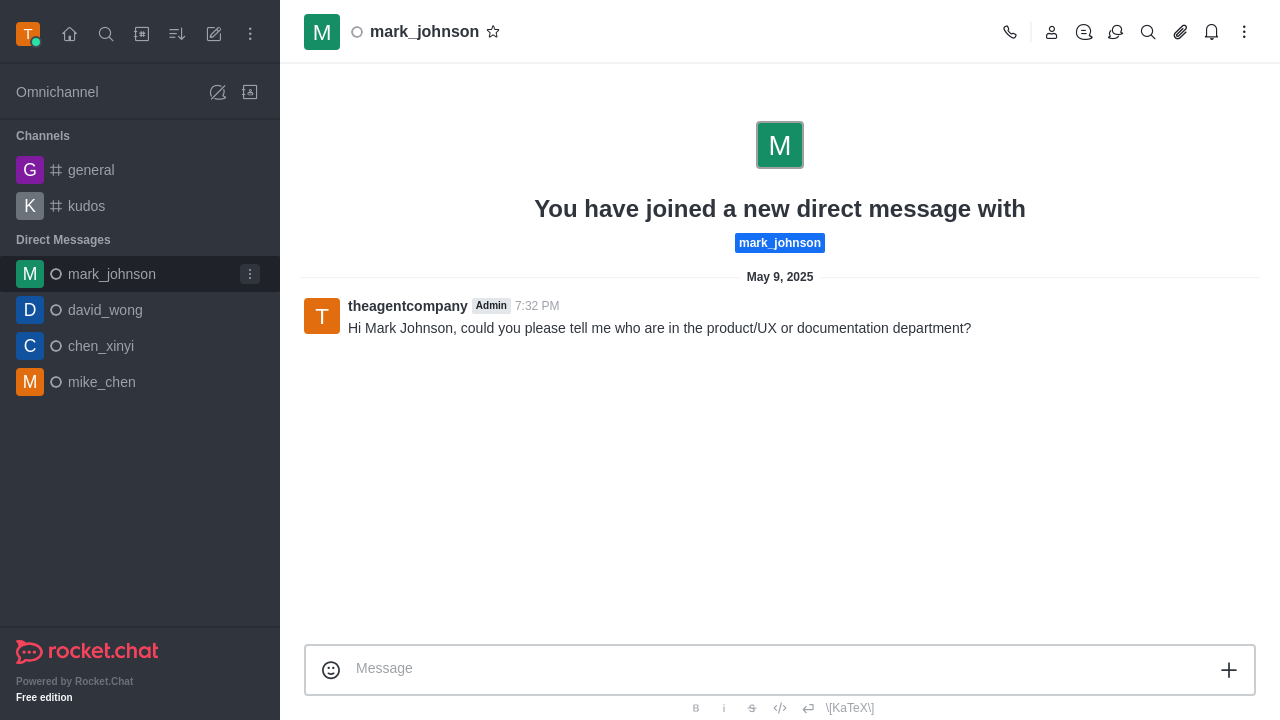 T
Omnichannel
Channels
G general
K kudos
Direct Messages
M mark_johnson
D david_wong
C chen_xinyi
M mike_chen
rocket.chat
Powered by Rocket.Chat
Free edition
M mark_johnson
M
You have joined a new direct message with
mark_johnson
May 9, 2025
T theagentcompany Admin 7:32 PM
Hi Mark Johnson, could you please tell me who are in the product/UX or documentation department?
Message
B i S \[KaTeX\]